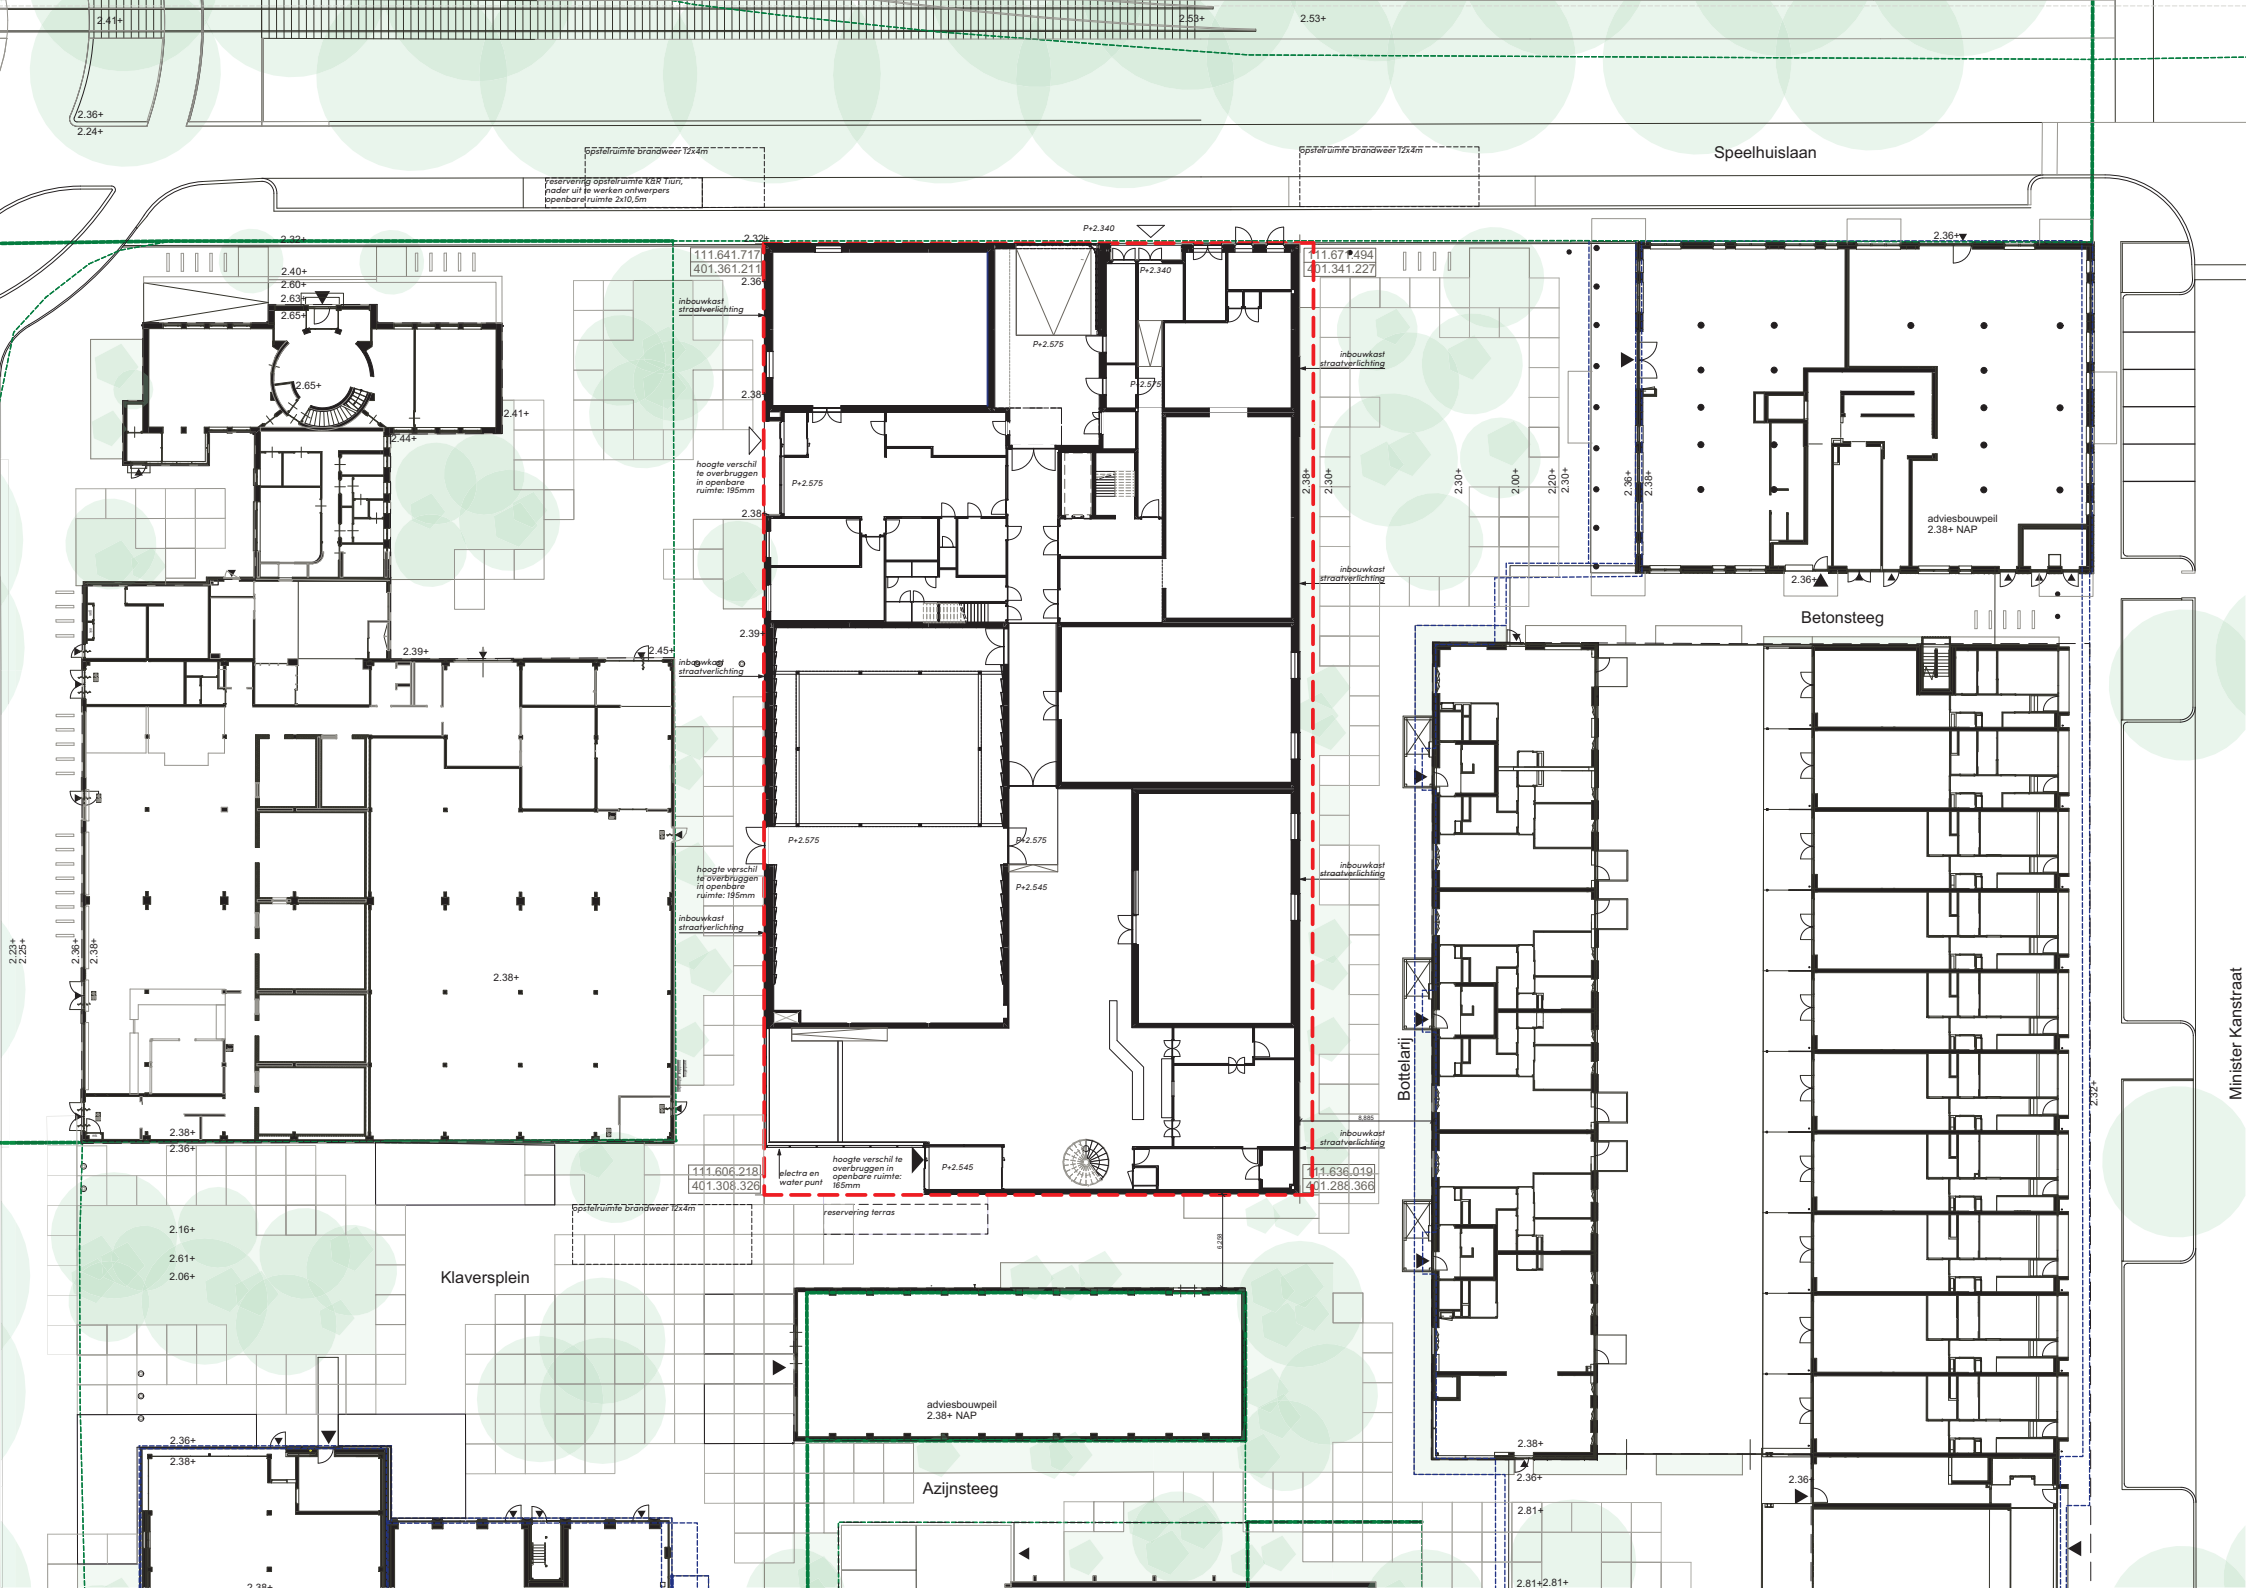 2.41+
2.53+
2.53+
2.36+
2.24+
opstelruimte brandweer 12x4m
opstelruimte brandweer 12x4m
Speelhuislaan
reservering opstelruimte K&R Tiuri,
nader uit te werken ontwerpers
openbare ruimte 2x10,5m
P+2.340
2.32+
2.32+
2.36+
111.641.717
401.361.211
2.36+
P+2.340
111.671.494
401.341.227
2.40+
2.60+
2.63+
2.65+
inbouwkast
straatverlichting
P+2.575
inbouwkast
straatverlichting
2.65+
2.38+
P+2.575
2.41+
2.44+
hoogte verschil
te overbruggen
in openbare
ruimte: 195mm
P+2.575
2.38+
2.30+
2.30+
2.00+
2.20+
2.30+
2.36+
2.38+
2.38+
adviesbouwpeil
2.38+ NAP
inbouwkast
straatverlichting
2.36+
Betonsteeg
2.39+
2.39+
2.45+
inbouwkast
straatverlichting
P+2.575
P+2.575
hoogte verschil
te overbruggen
in openbare
ruimte: 195mm
P+2.545
inbouwkast
straatverlichting
inbouwkast
straatverlichting
2.23+
2.25+
2.36+
2.38+
2.38+
Bottelarij
Minister Kanstraat
2.32+
8.885
2.38+
2.36+
inbouwkast
straatverlichting
111.606.218
401.308.326
electra en
water punt
hoogte verschil te
overbruggen in
openbare ruimte:
165mm
P+2.545
111.636.019
401.288.366
opstelruimte brandweer 12x4m
reservering terras
2.16+
2.61+
2.06+
6.258
Klaversplein
adviesbouwpeil
2.38+ NAP
2.36+
2.38+
2.38+
2.36+
2.36+
Azijnsteeg
2.81+
2.38+
2.81+
2.81+